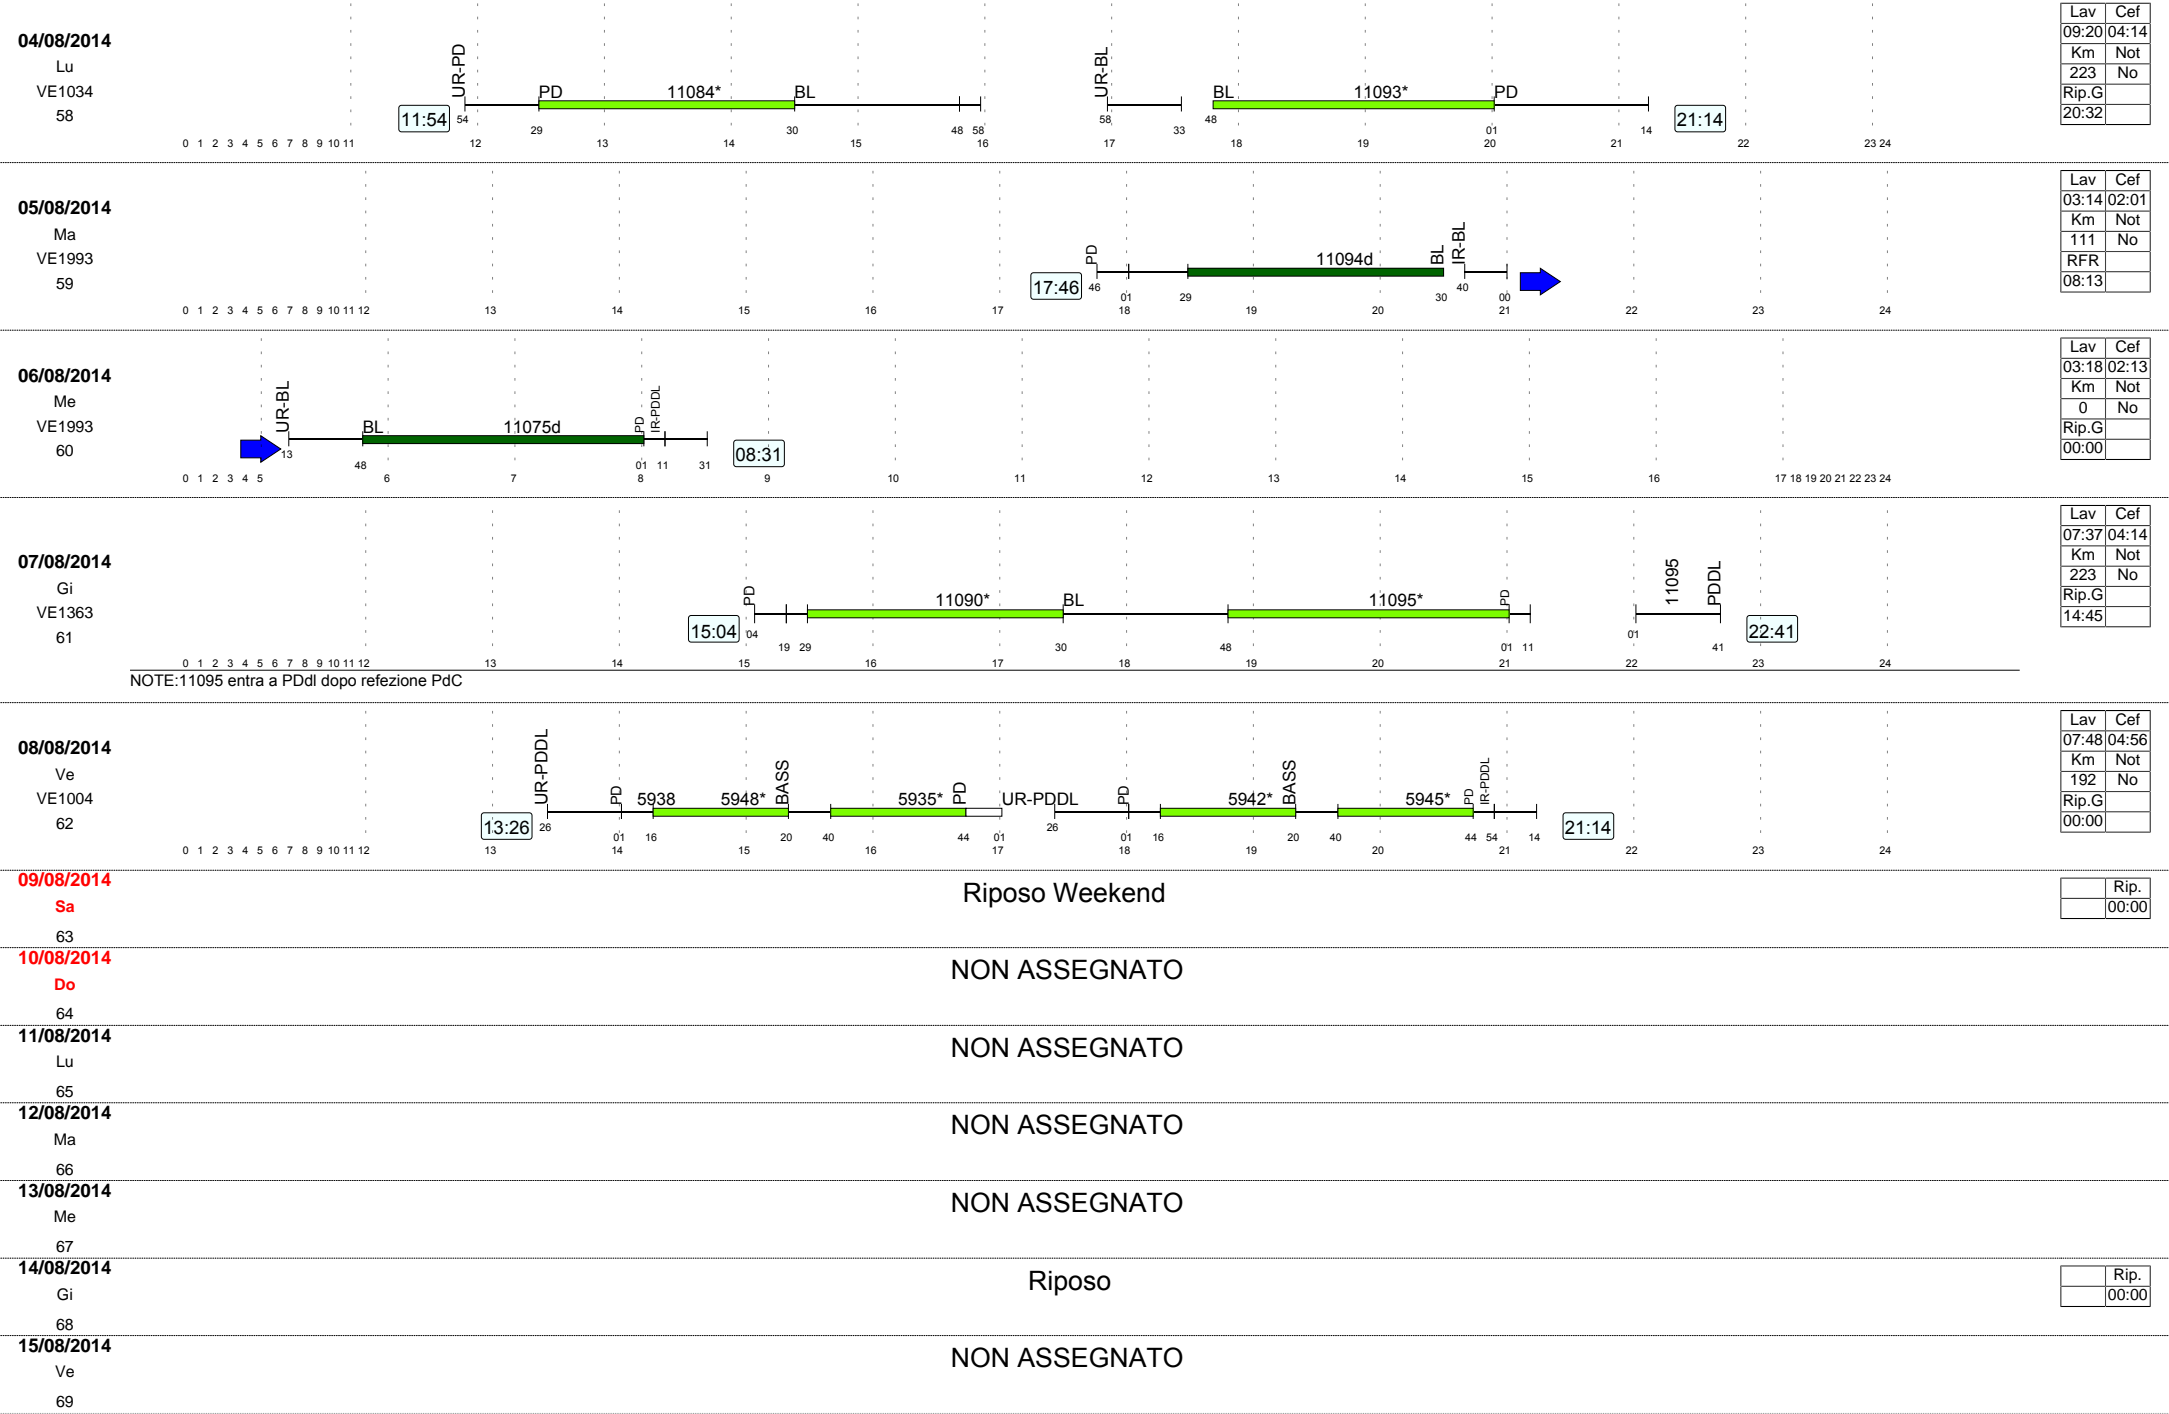 04/08/2014
Lu
VE1034
58
11:54
UR-PD
PD 11084* BL
UR-BL
BL 11093* PD
21:14
54 29 30 48 58 58 33 48 01 14
0 1 2 3 4 5 6 7 8 9 10 11 12 13 14 15 16 17 18 19 20 21 22 23 24
Lav Cef
09:20 04:14
Km Not
223 No
Rip.G
20:32
05/08/2014
Ma
VE1993
59
17:46
PD 11094d BL IR-BL
46 01 29 30 40 00
0 1 2 3 4 5 6 7 8 9 10 11 12 13 14 15 16 17 18 19 20 21 22 23 24
Lav Cef
03:14 02:01
Km Not
111 No
RFR
08:13
06/08/2014
Me
VE1993
60
UR-BL
BL 11075d PD IR-PDDL
08:31
13 48 01 11 31
0 1 2 3 4 5 6 7 8 9 10 11 12 13 14 15 16 17 18 19 20 21 22 23 24
Lav Cef
03:18 02:13
Km Not
0 No
Rip.G
00:00
07/08/2014
Gi
VE1363
61
15:04
PD 11090* BL 11095* PD 11095 PDDL
22:41
04 19 29 30 48 01 11 01 41
0 1 2 3 4 5 6 7 8 9 10 11 12 13 14 15 16 17 18 19 20 21 22 23 24
NOTE:11095 entra a PDdl dopo refezione PdC
Lav Cef
07:37 04:14
Km Not
223 No
Rip.G
14:45
08/08/2014
Ve
VE1004
62
13:26
UR-PDDL PD 5938 5948* BASS 5935* PD UR-PDDL PD 5942* BASS 5945* PD IR-PDDL
21:14
26 01 16 20 40 44 01 26 01 16 20 40 44 54 14
0 1 2 3 4 5 6 7 8 9 10 11 12 13 14 15 16 17 18 19 20 21 22 23 24
Lav Cef
07:48 04:56
Km Not
192 No
Rip.G
00:00
09/08/2014
Sa
63
Riposo Weekend
Rip.
00:00
10/08/2014
Do
64
NON ASSEGNATO
11/08/2014
Lu
65
NON ASSEGNATO
12/08/2014
Ma
66
NON ASSEGNATO
13/08/2014
Me
67
NON ASSEGNATO
14/08/2014
Gi
68
Riposo
Rip.
00:00
15/08/2014
Ve
69
NON ASSEGNATO